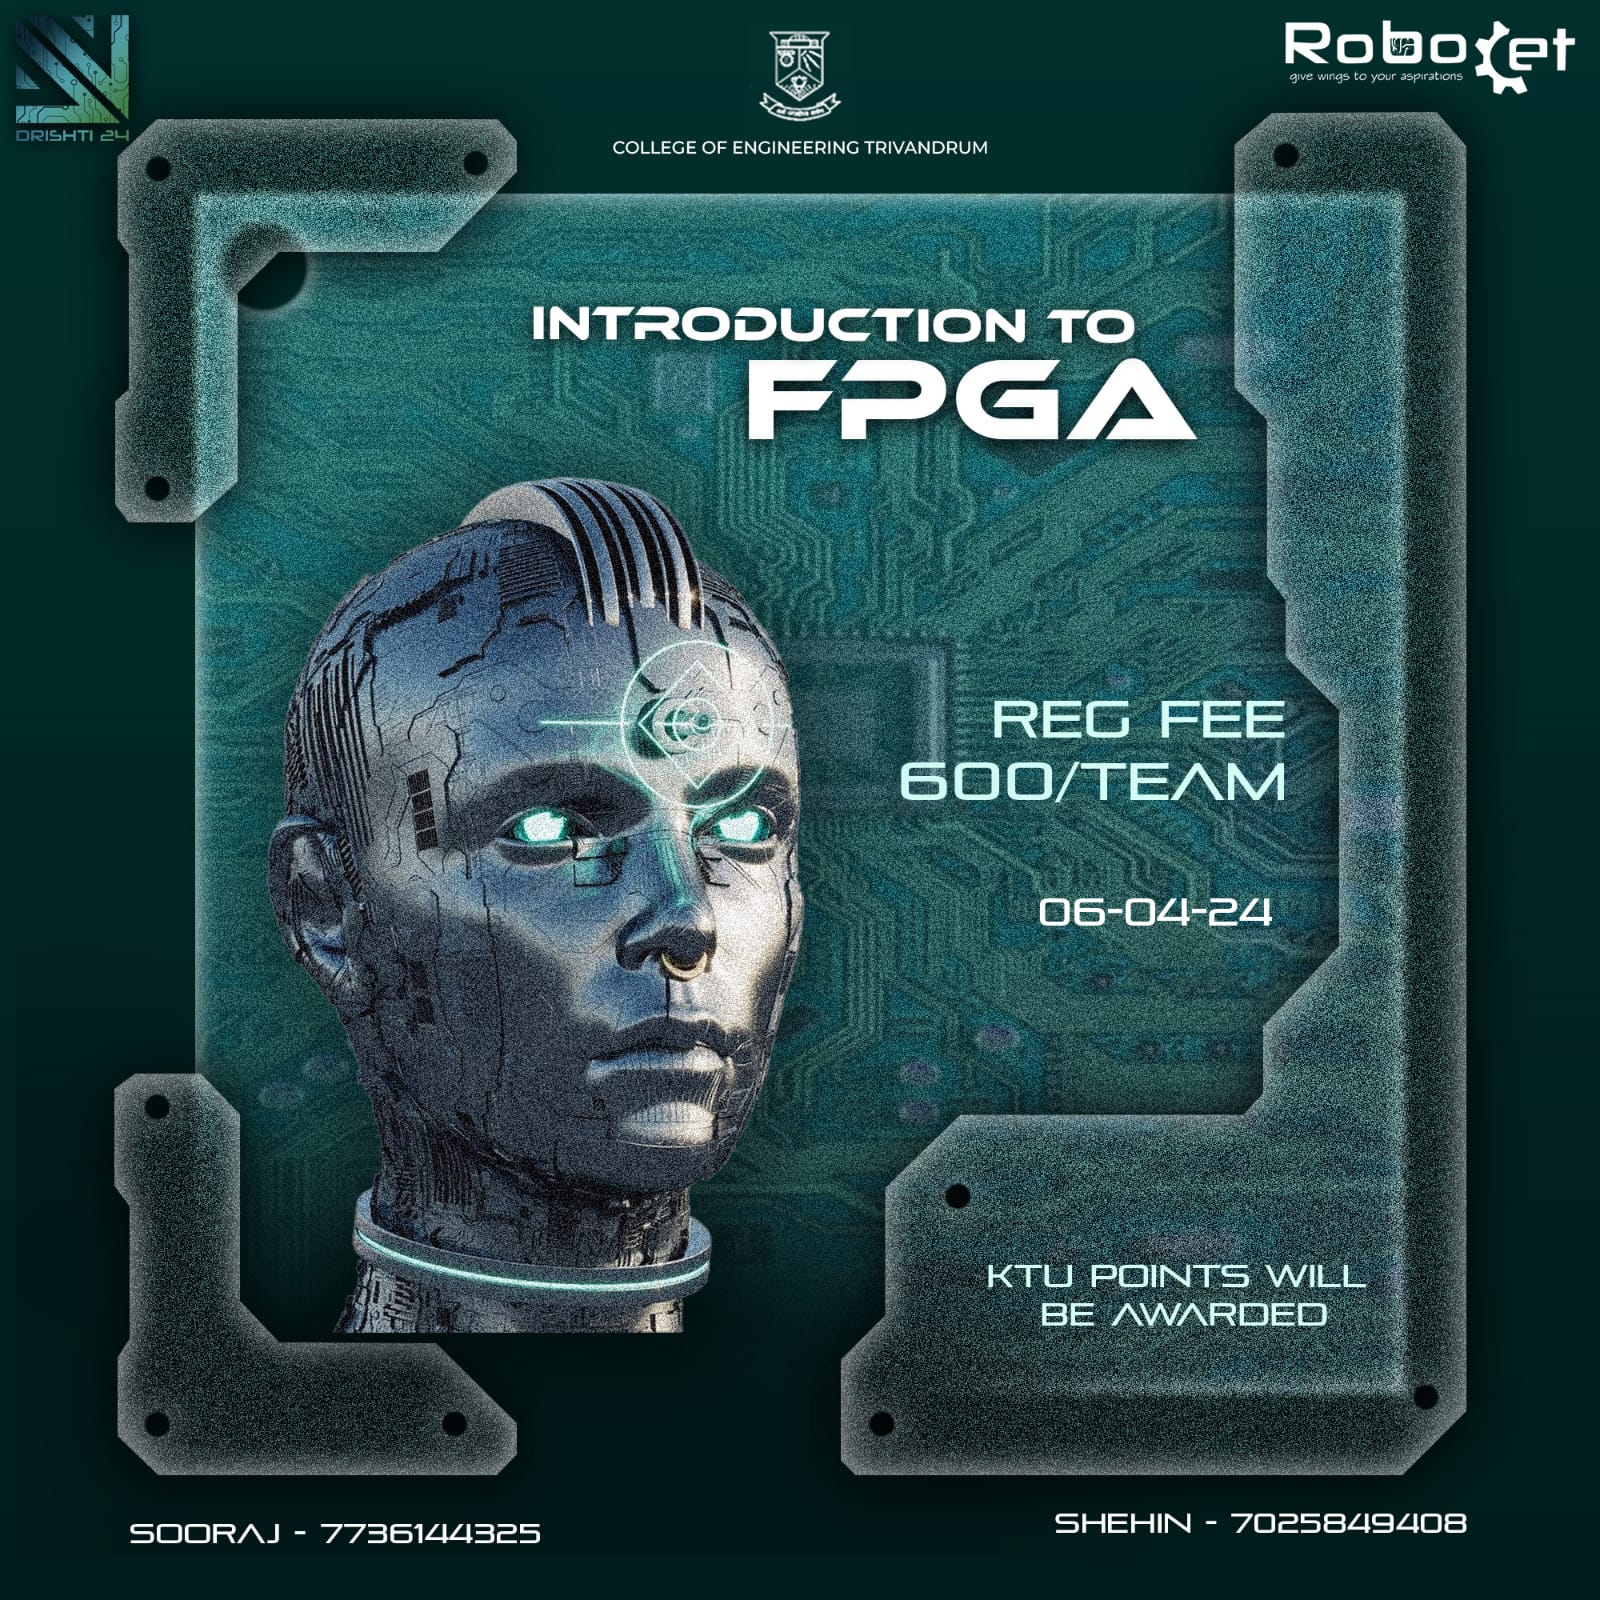 DRISHTI 24
COLLEGE OF ENGINEERING TRIVANDRUM
Robocet
give wings to your aspirations
INTRODUCTION TO
FPGA
REG FEE
600/TEAM
06-04-24
KTU POINTS WILL
BE AWARDED
SOORAJ - 7736144325
SHEHIN - 7025849408